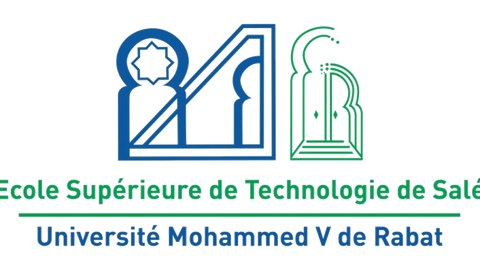 Ecole Supérieure de Technologie de Salé
Université Mohammed V de Rabat